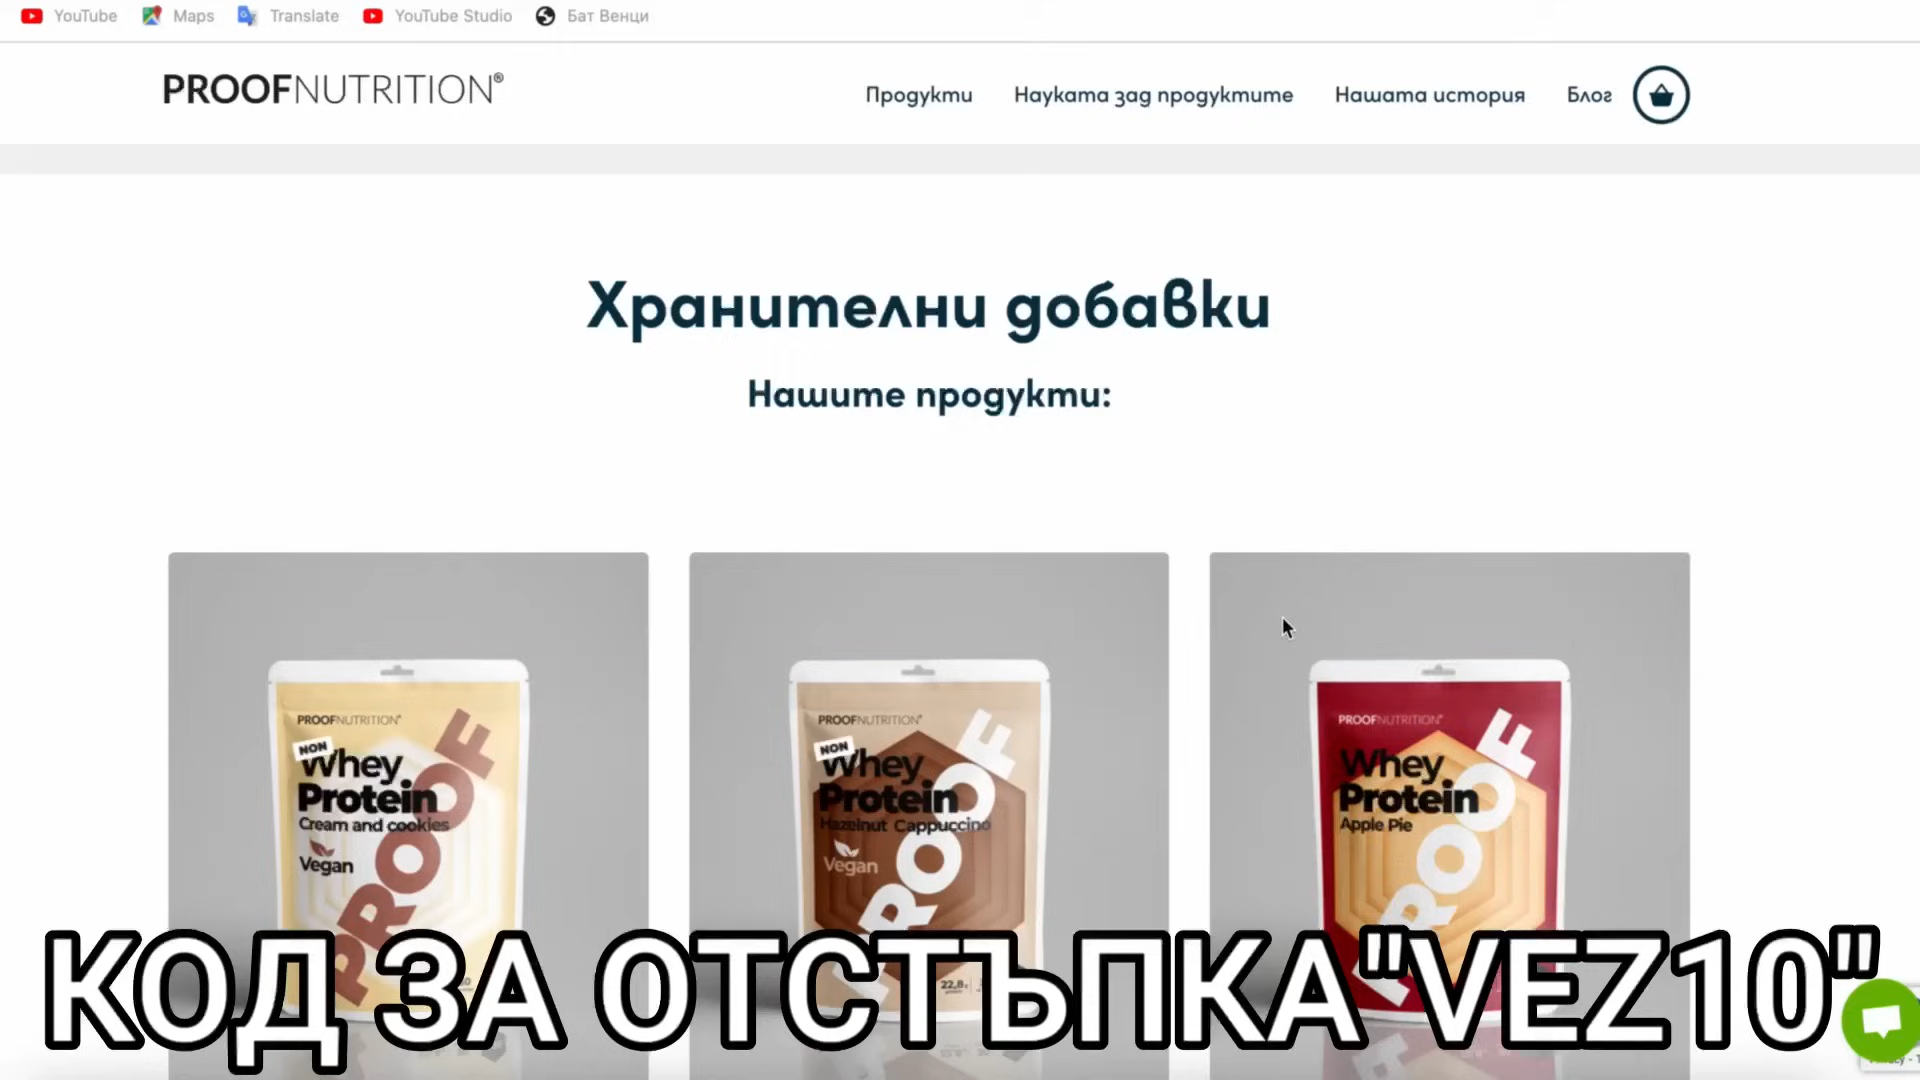 YouTube Maps Translate YouTube Studio Бат Венци
PROOFNUTRITION®
Продукти Науката зад продуктите Нашата история Блог
Хранителни добавки
Нашите продукти:
PROOFNUTRITION®
NON
Whey
Protein
Cream and cookies
Vegan
PROOF
PROOFNUTRITION®
NON
Whey
Protein
Hazelnut Cappuccino
Vegan
PROOF
22,8g
PROOFNUTRITION®
Whey
Protein
Apple Pie
PROOF
КОД ЗА ОТСТЪПКА"VEZ10"